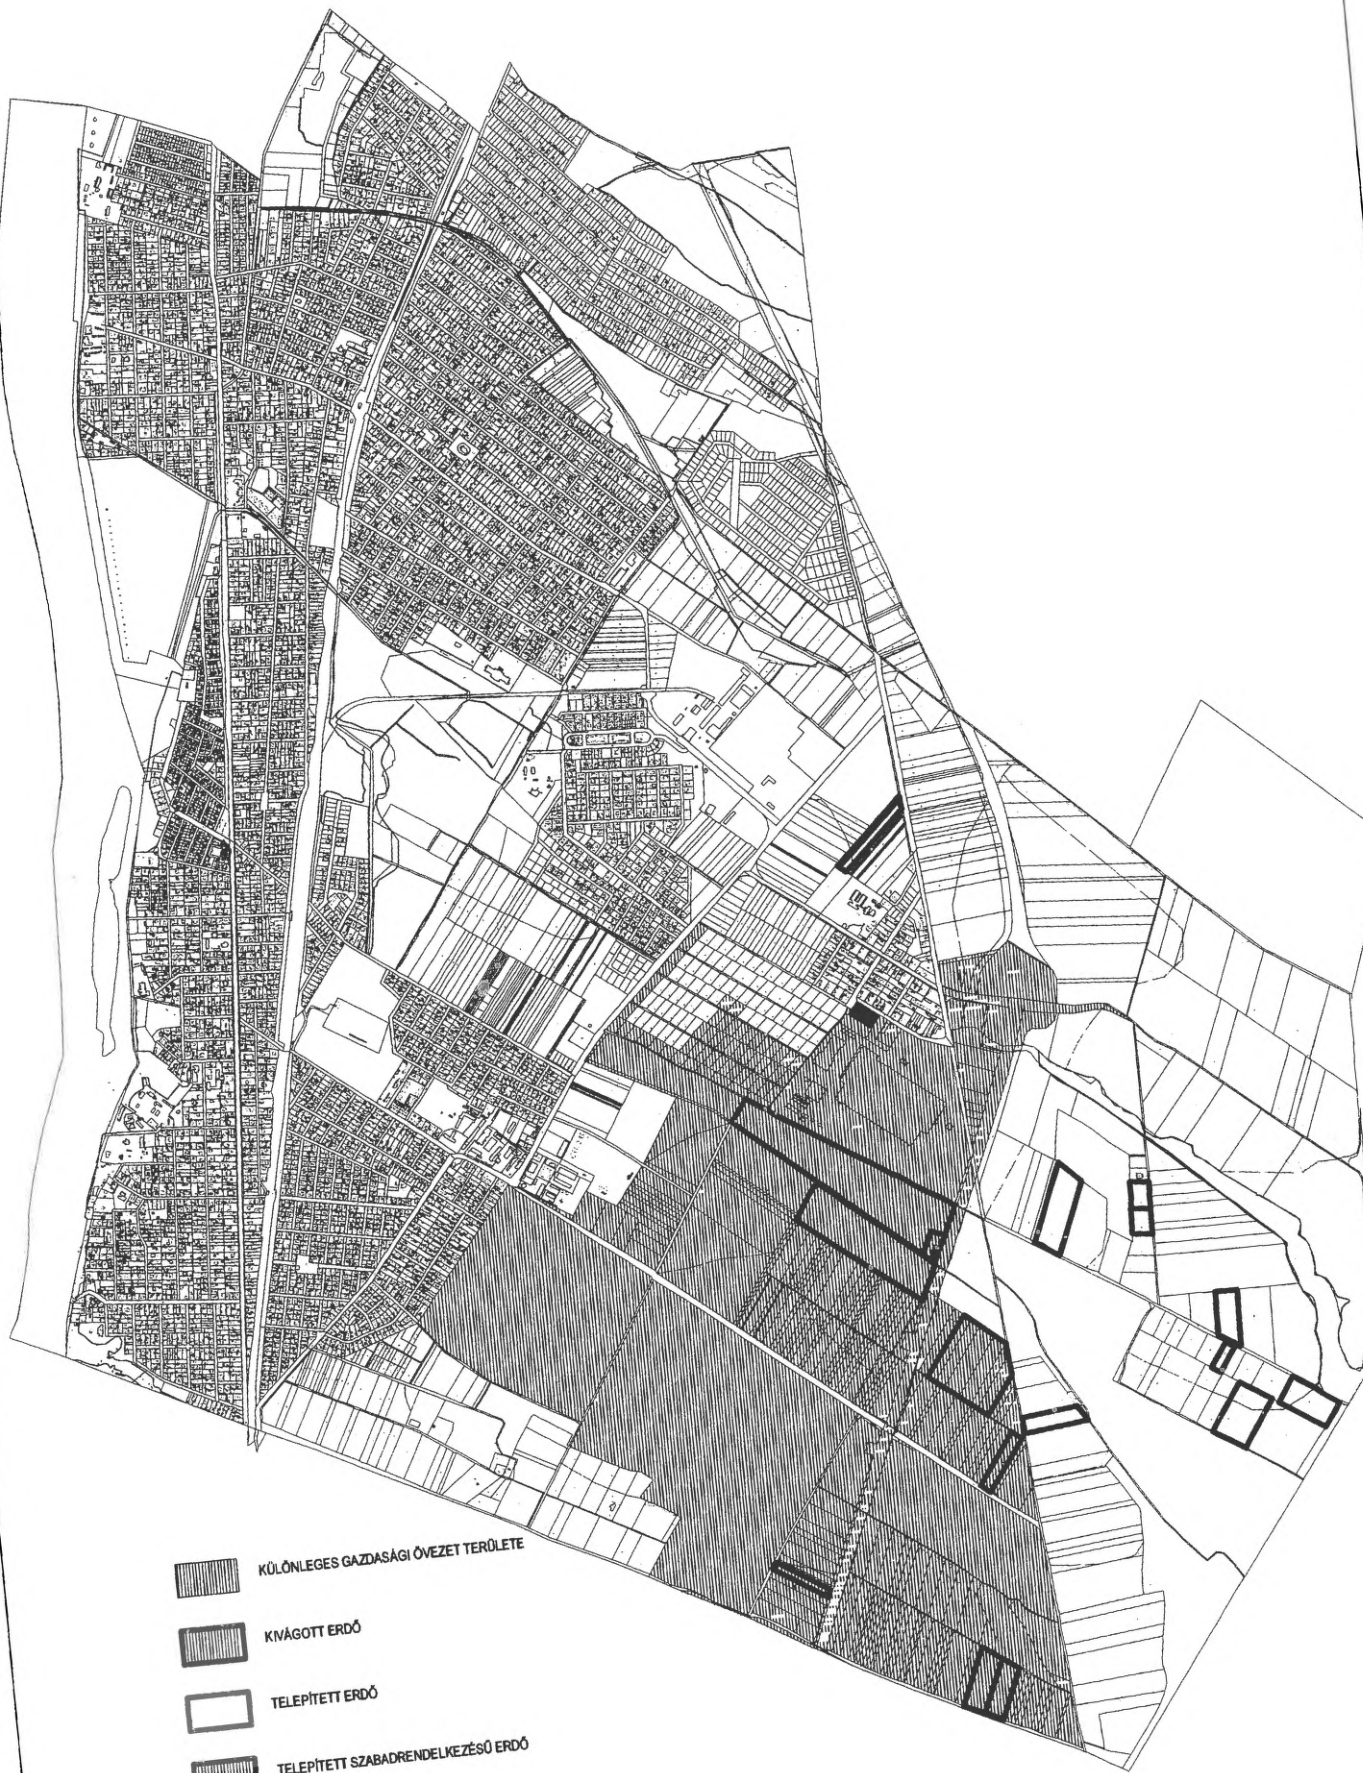 KÜLÖNLEGES GAZDASÁGI ÖVEZET TERÜLETE
KIVÁGOTT ERDŐ
TELEPÍTETT ERDŐ
TELEPÍTETT SZABADRENDELKEZÉSŰ ERDŐ